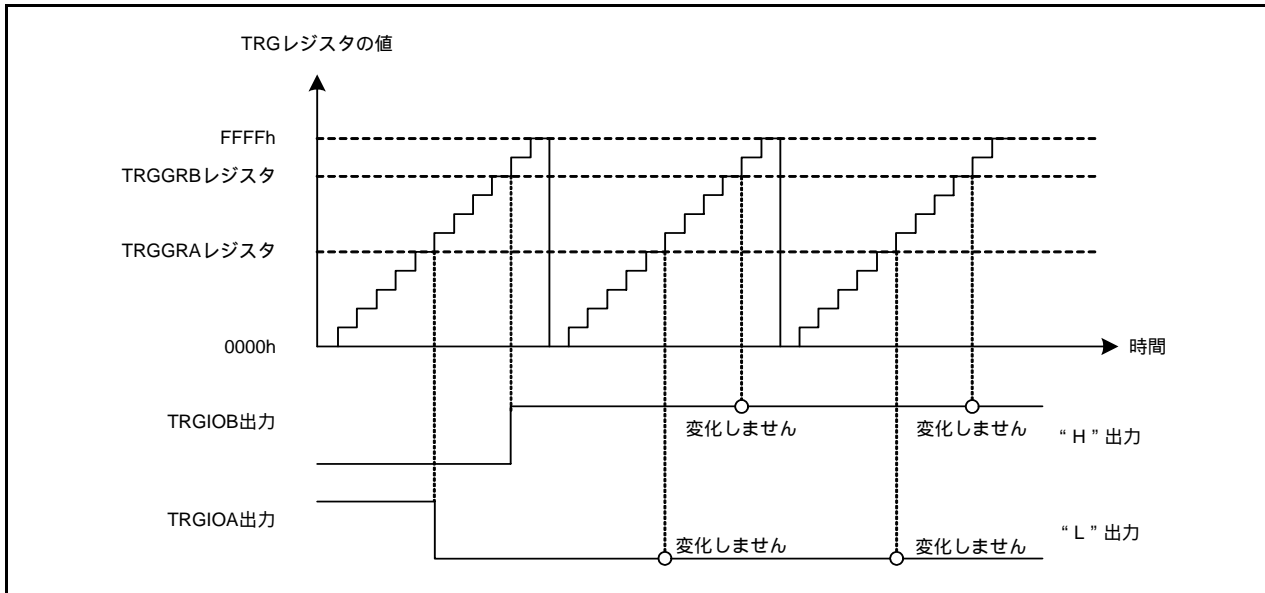 TRGレジスタの値
FFFFh
TRGGRBレジスタ
TRGGRAレジスタ
0000h
時間
TRGIOB出力
変化しません
変化しません
“H”出力
TRGIOA出力
変化しません
変化しません
“L”出力